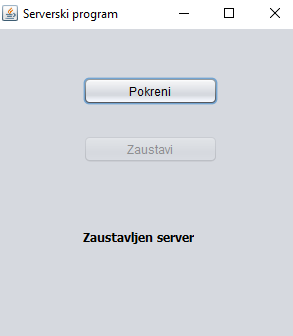 Serverski program
Pokreni
Zaustavi
Zaustavljen server